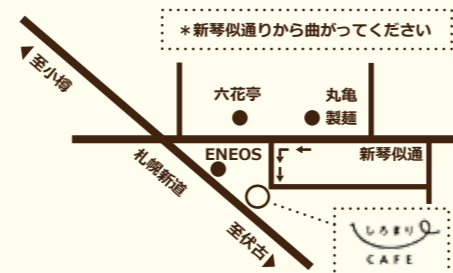 ＊新琴似通りから曲がってください
至小樽
六花亭
丸亀
製麺
札幌新道
ENEOS
新琴似通
至伏古
しろまり
CAFE